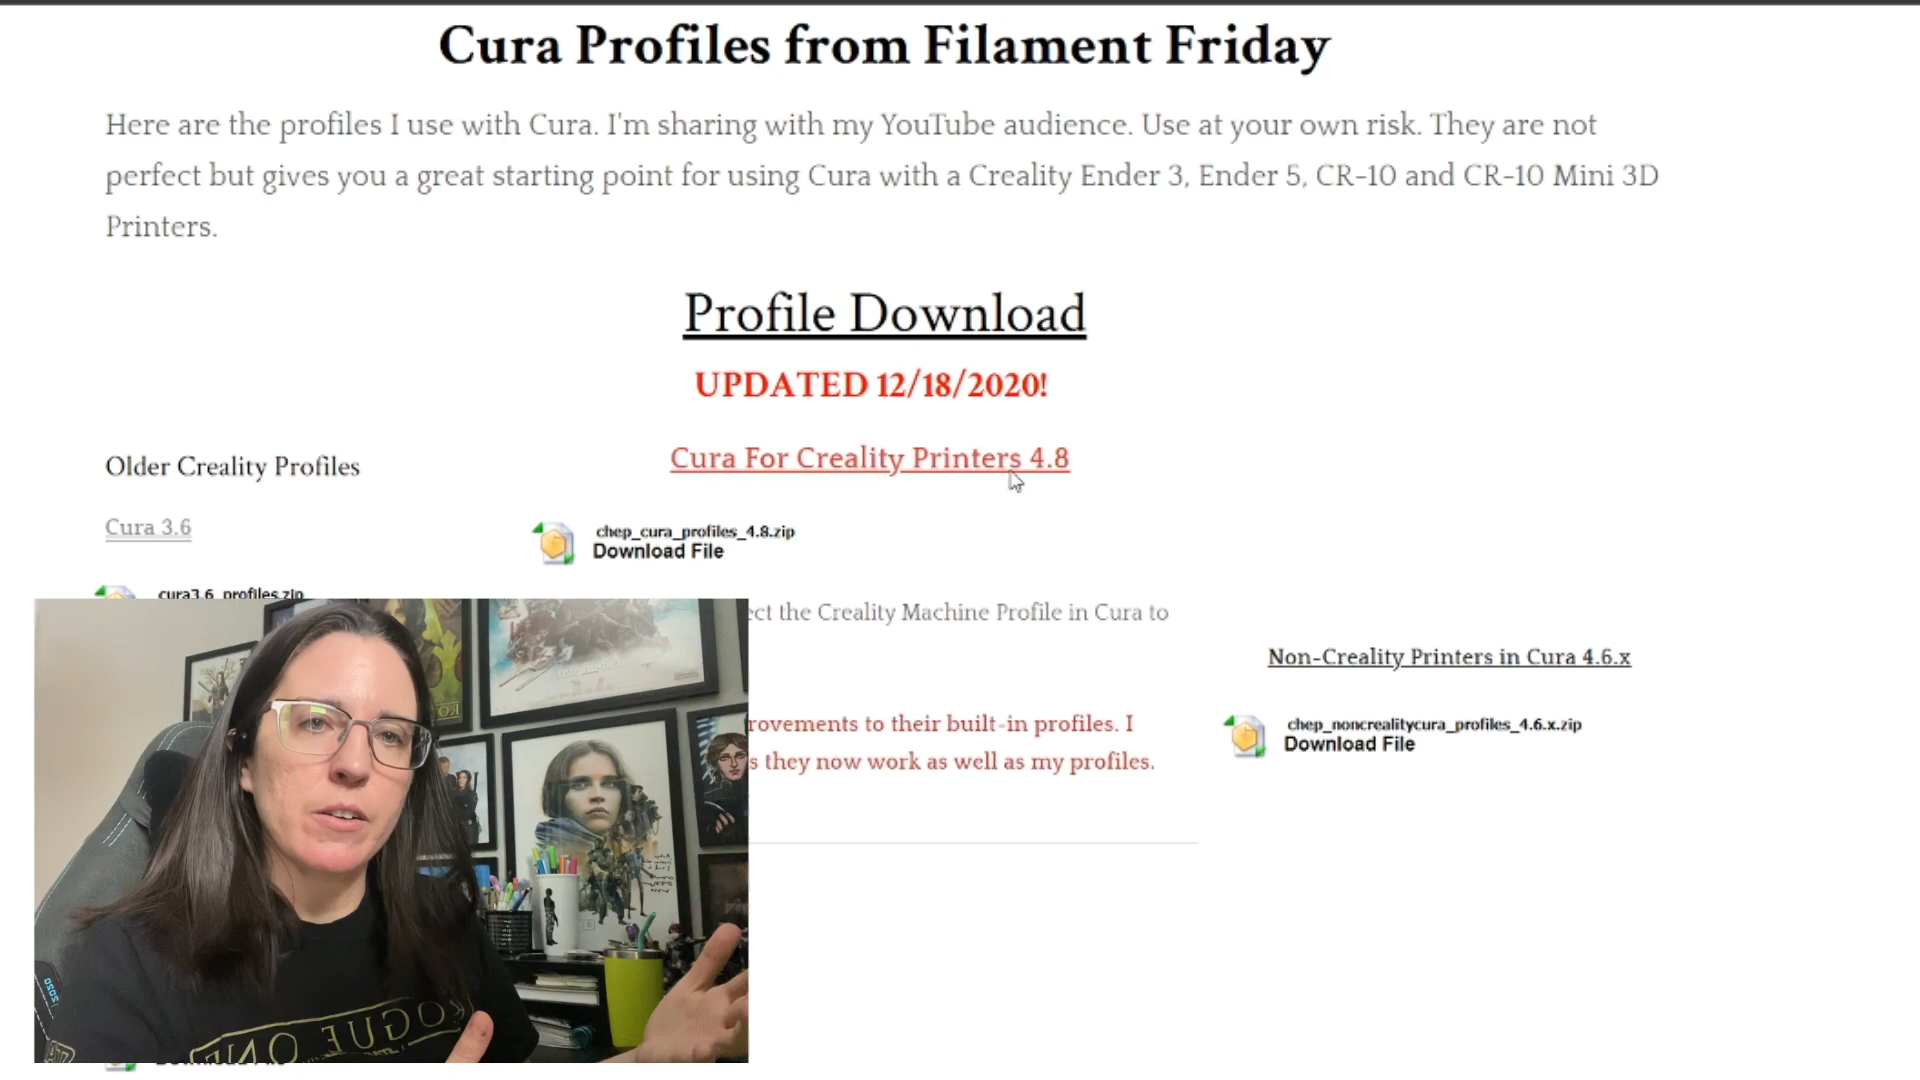 Cura Profiles from Filament Friday
Here are the profiles I use with Cura. I'm sharing with my YouTube audience. Use at your own risk. They are not
perfect but gives you a great starting point for using Cura with a Creality Ender 3, Ender 5, CR-10 and CR-10 Mini 3D
Printers.
Profile Download
UPDATED 12/18/2020!
Cura For Creality Printers 4.8
Older Creality Profiles
Cura 3.6
chep_cura_profiles_4.8.zip
Download File
cura3.6_profiles.zip
ect the Creality Machine Profile in Cura to
Non-Creality Printers in Cura 4.6.x
rovements to their built-in profiles. I
s they now work as well as my profiles.
chep_noncrealitycura_profiles_4.6.x.zip
Download File
ROGUE ONE